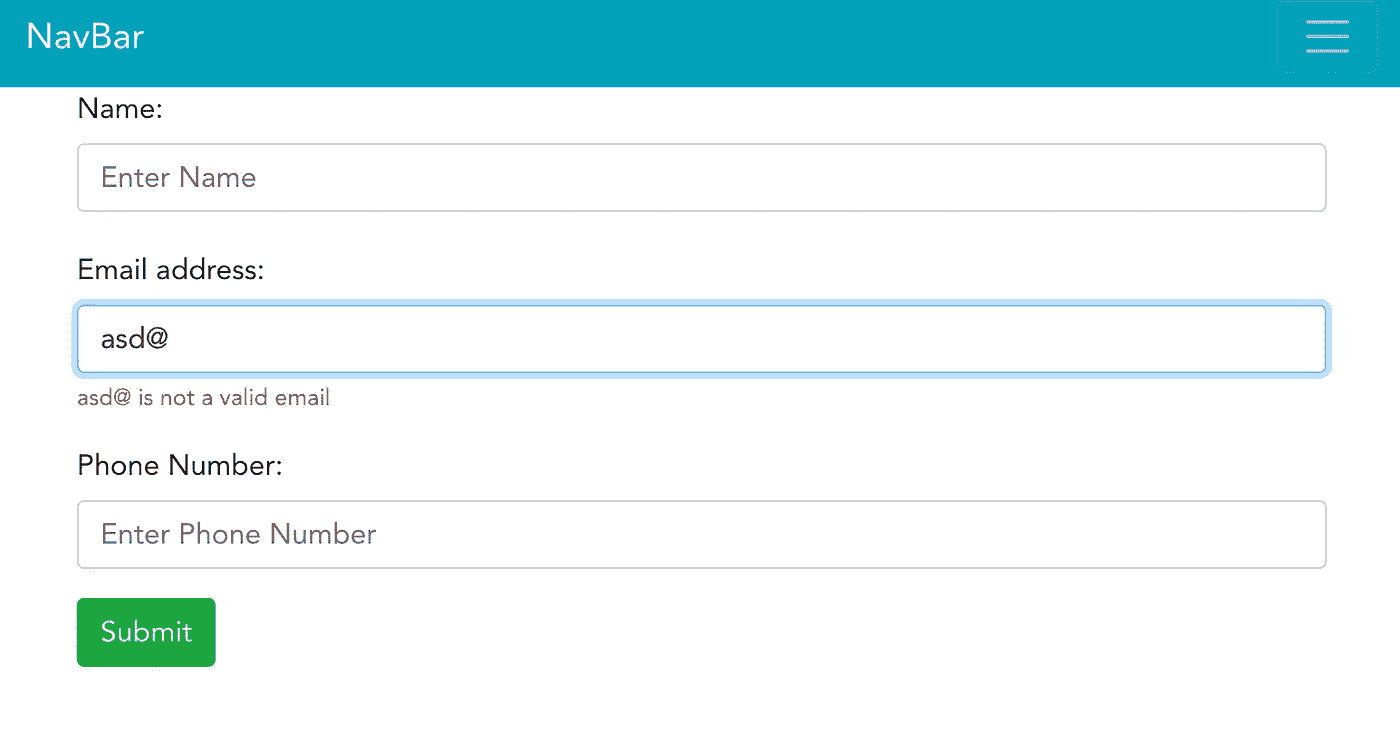 NavBar
Name:
Enter Name
Email address:
asd@
asd@ is not a valid email
Phone Number:
Enter Phone Number
Submit